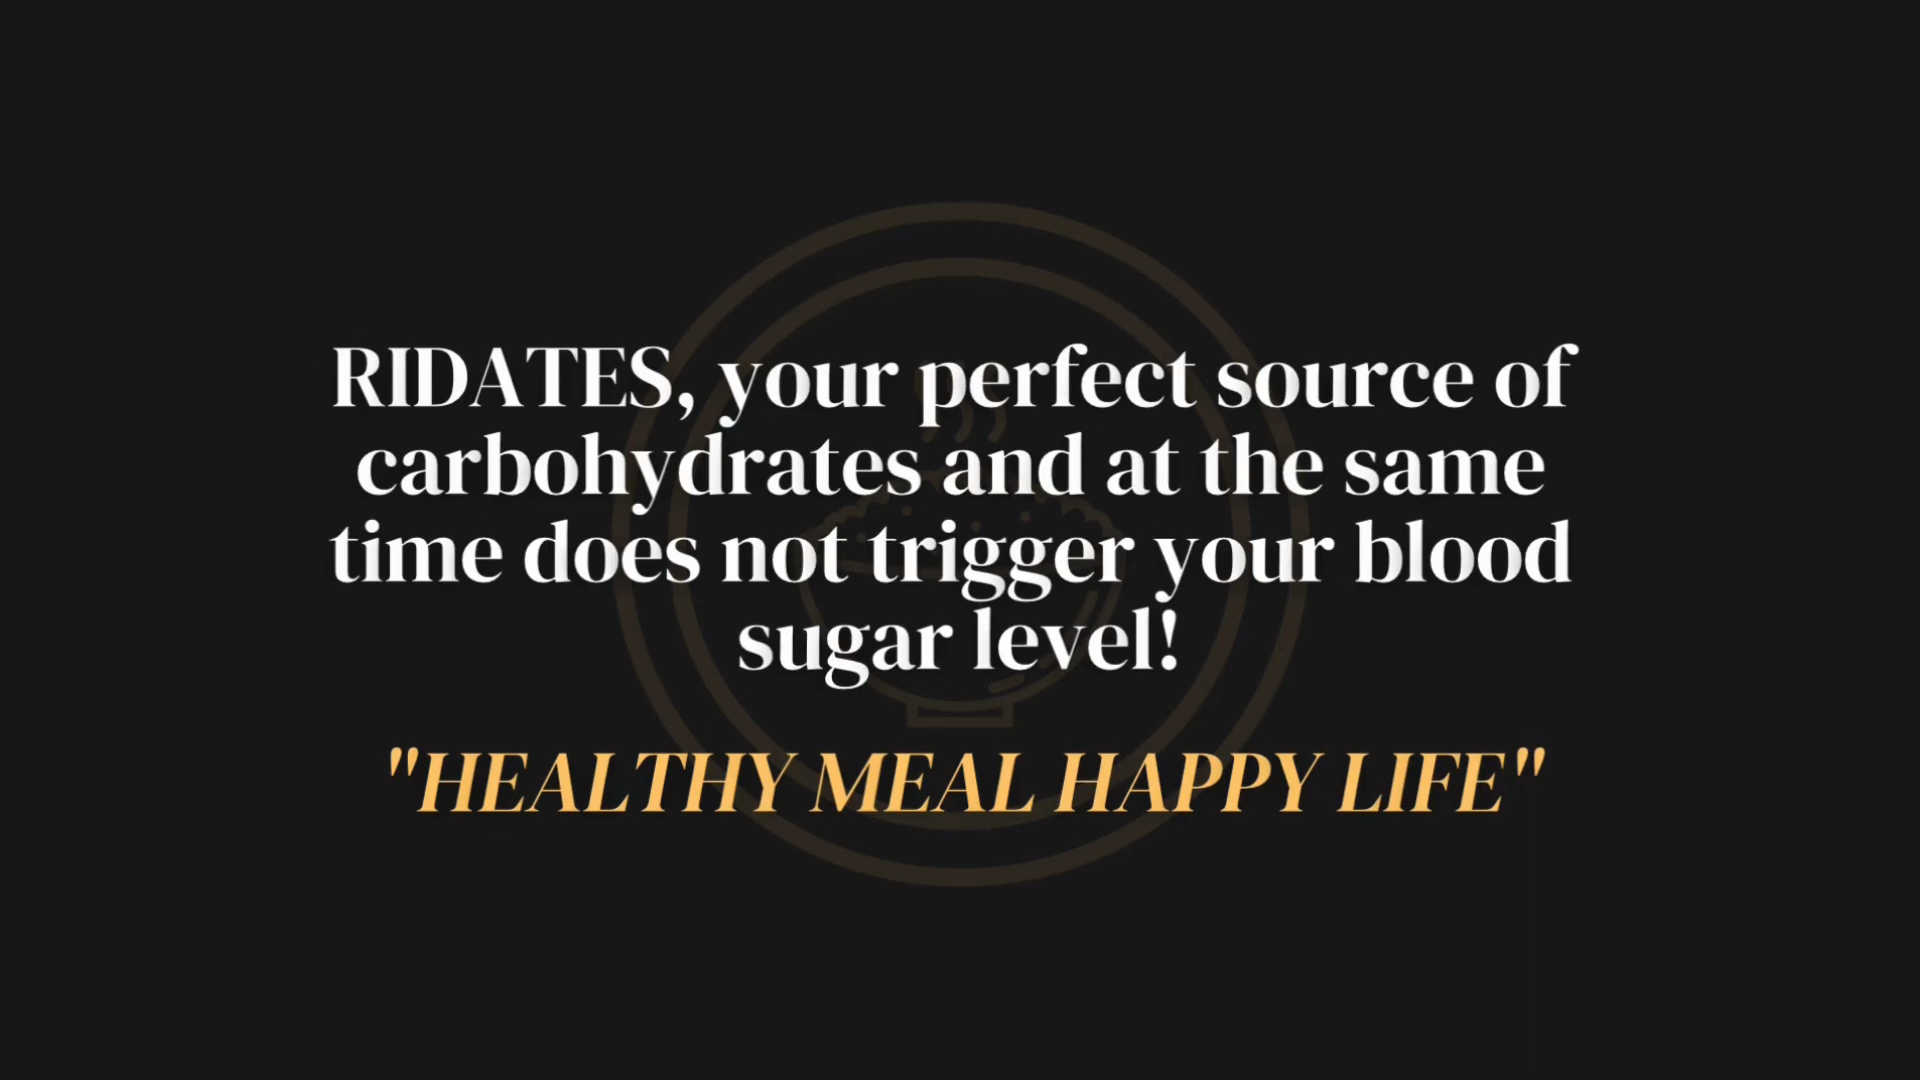 RIDATES, your perfect source of
carbohydrates and at the same
time does not trigger your blood
sugar level!
"HEALTHY MEAL HAPPY LIFE"